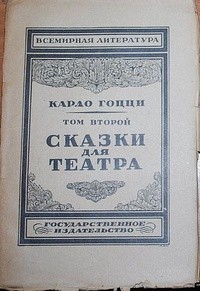 ВСЕМИРНАЯ ЛИТЕРАТУРА
КАРЛО ГОЦЦИ
ТОМ ВТОРОЙ
СКАЗКИ
ДЛЯ
ТЕАТРА
ГОСУДАРСТВЕННОЕ
ИЗДАТЕЛЬСТВО